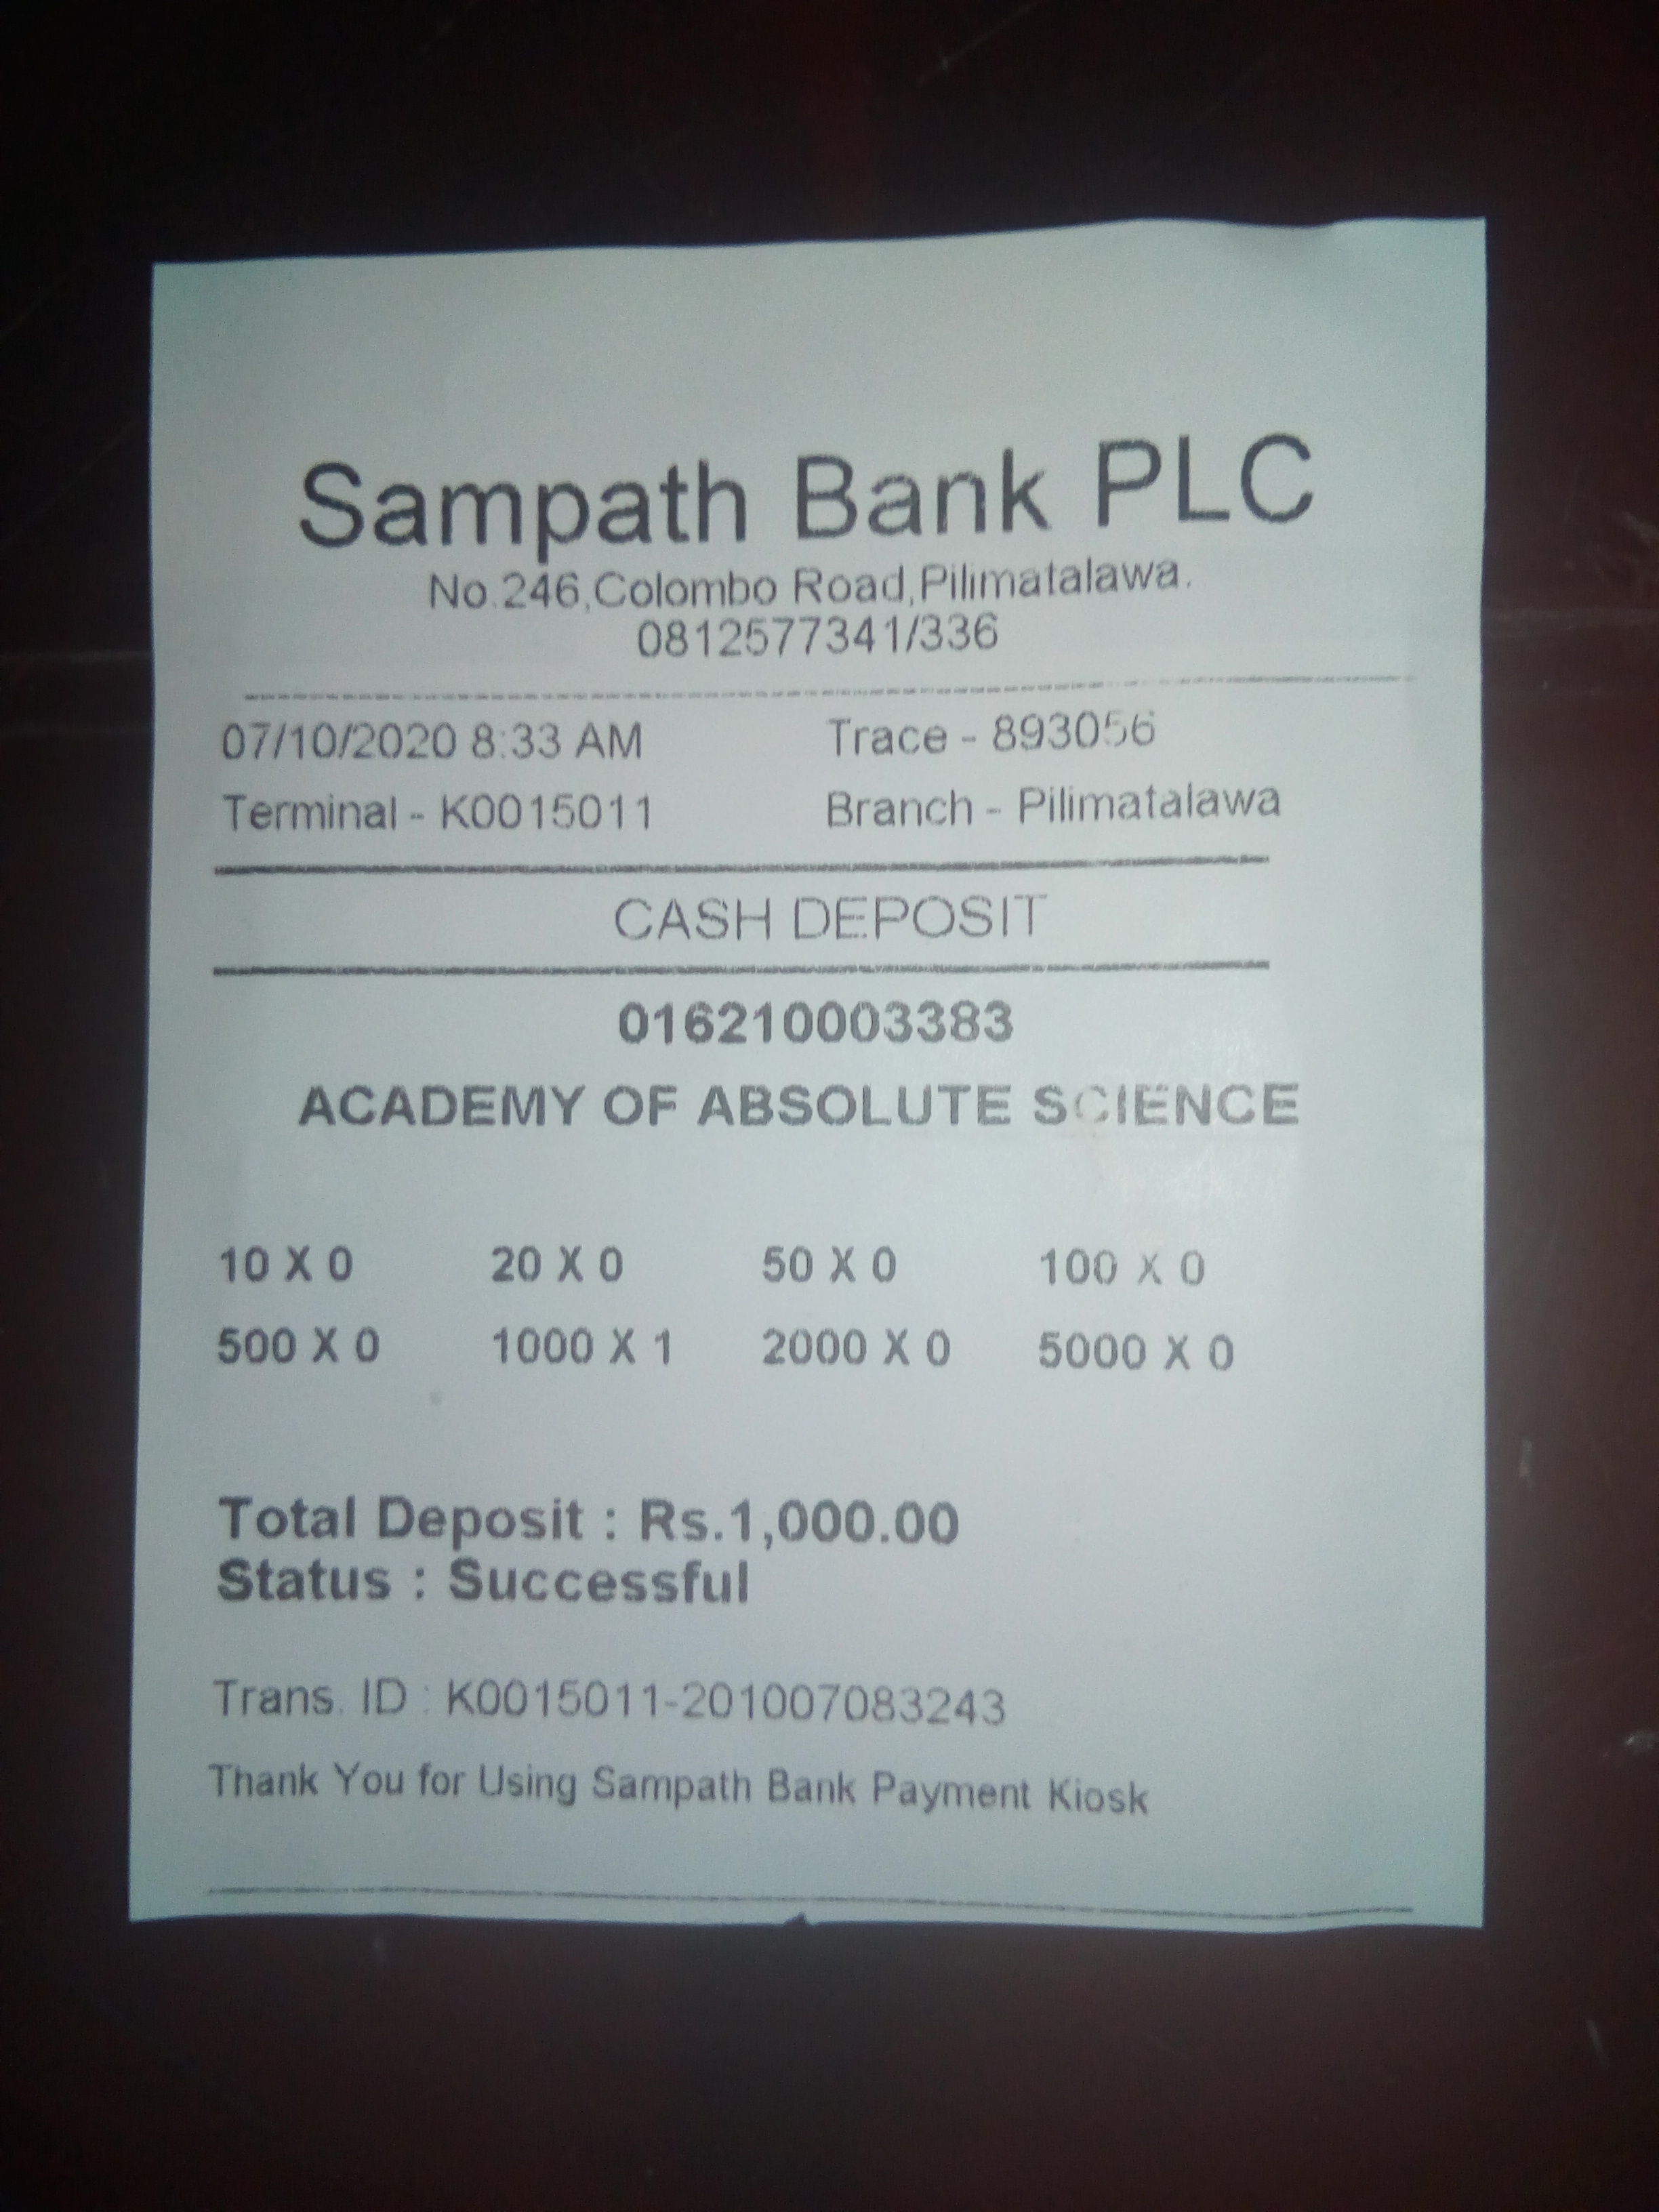 Sampath Bank PLC
No.246,Colombo Road,Pilimatalawa.
0812577341/336
07/10/2020 8:33 AM Trace - 893056
Terminal - K0015011 Branch - Pilimatalawa
CASH DEPOSIT
016210003383
ACADEMY OF ABSOLUTE SCIENCE
10 X 0 20 X 0 50 X 0 100 X 0
500 X 0 1000 X 1 2000 X 0 5000 X 0
Total Deposit : Rs.1,000.00
Status : Successful
Trans. ID : K0015011-201007083243
Thank You for Using Sampath Bank Payment Kiosk